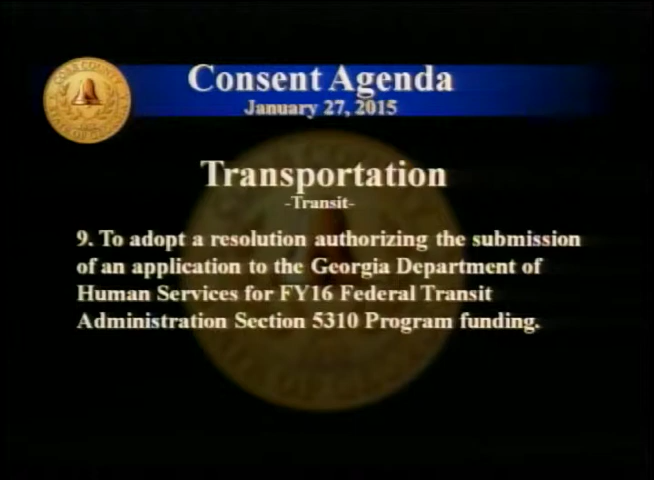 Consent Agenda
January 27, 2015
Transportation
-Transit-
9. To adopt a resolution authorizing the submission
of an application to the Georgia Department of
Human Services for FY16 Federal Transit
Administration Section 5310 Program funding.